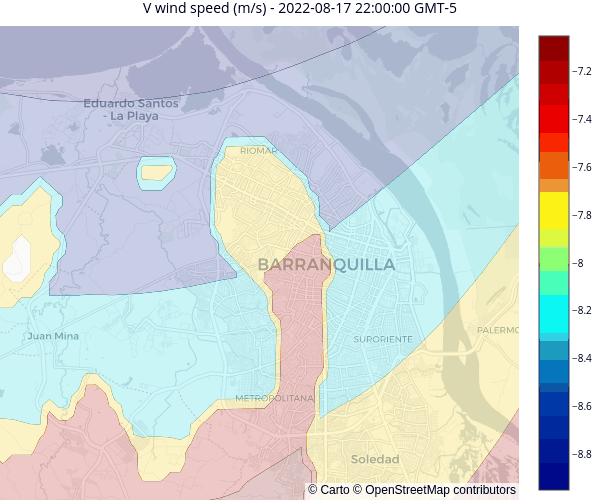 V wind speed (m/s) - 2022-08-17 22:00:00 GMT-5
Eduardo Santos
- La Playa
RIOMAR
BARRANQUILLA
Juan Mina
SURORIENTE
PALERMO
METROPOLITANA
Soledad
© Carto © OpenStreetMap contributors
−7.2
−7.4
−7.6
−7.8
−8
−8.2
−8.4
−8.6
−8.8